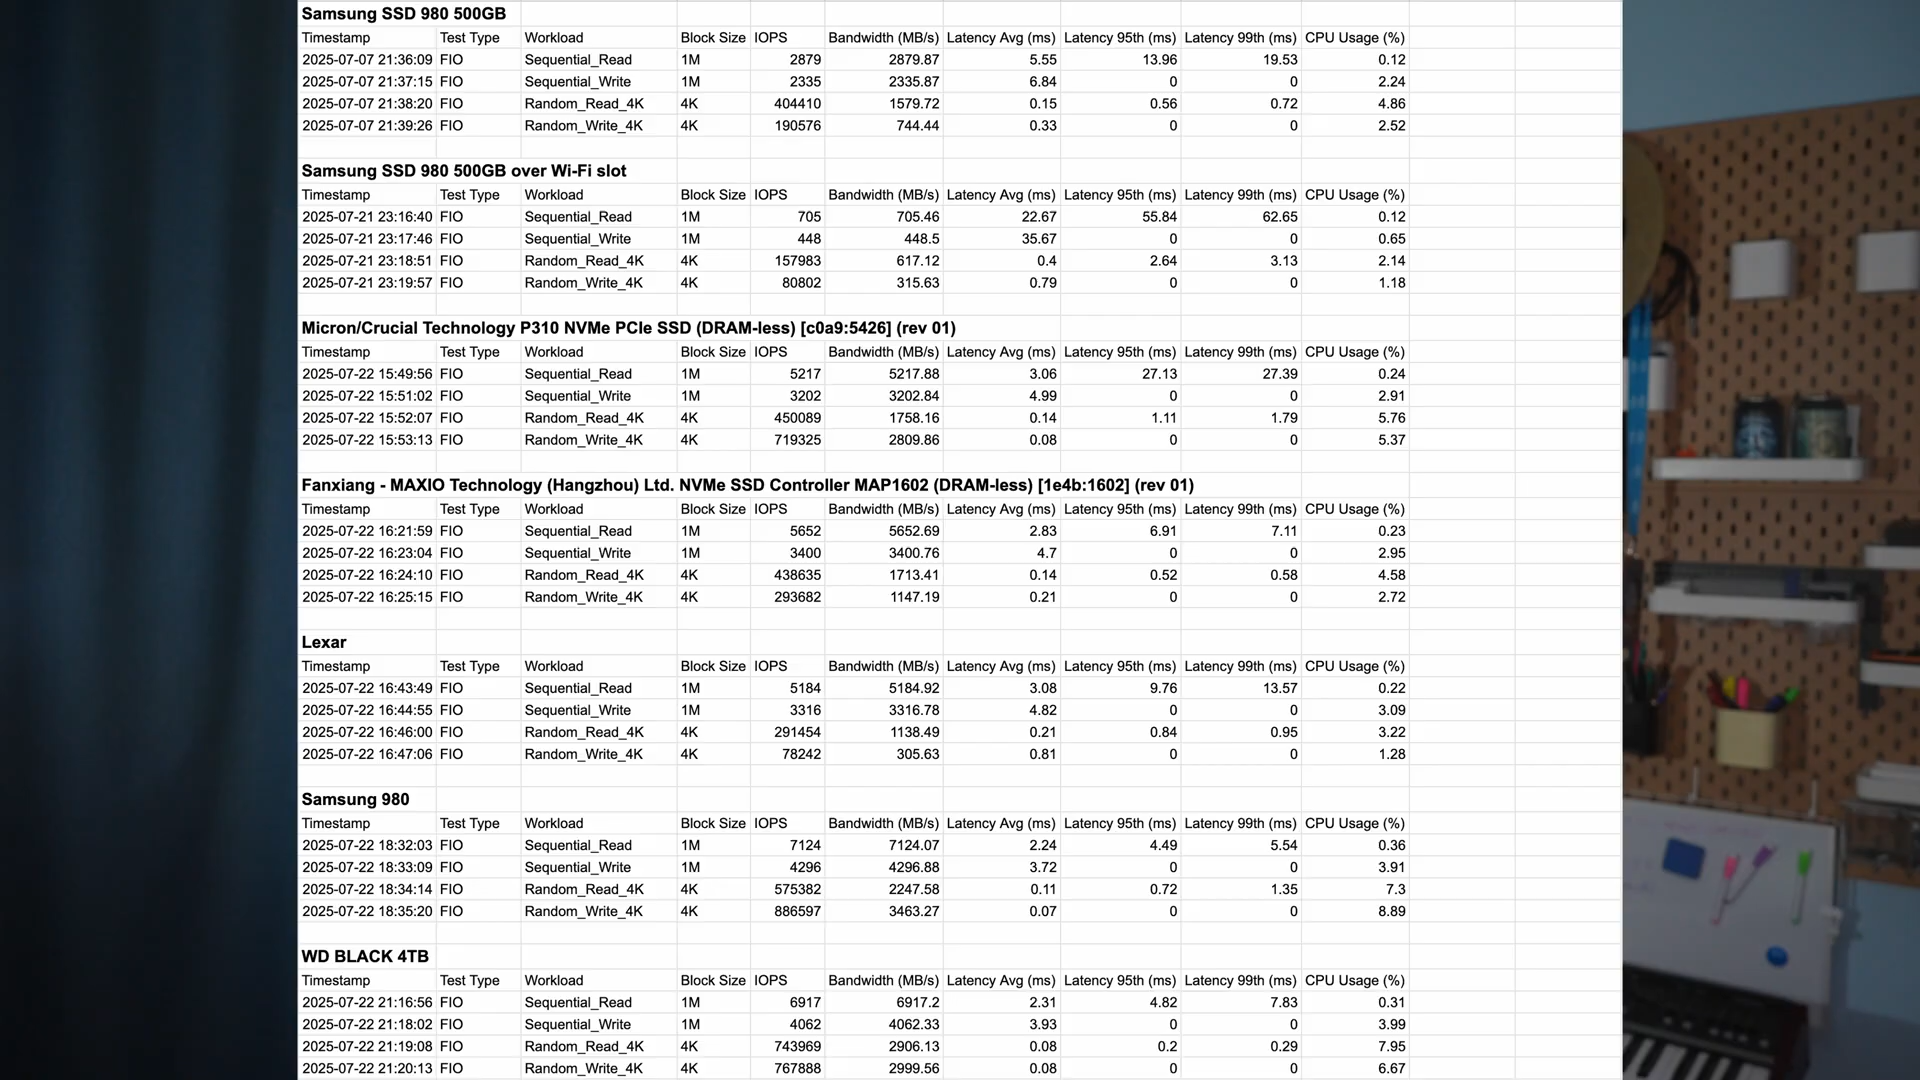 Samsung SSD 980 500GB
Timestamp Test Type Workload Block Size IOPS Bandwidth (MB/s) Latency Avg (ms) Latency 95th (ms) Latency 99th (ms) CPU Usage (%)
2025-07-07 21:36:09 FIO Sequential_Read 1M 2879 2879.87 5.55 13.96 19.53 0.12
2025-07-07 21:37:15 FIO Sequential_Write 1M 2335 2335.87 6.84 0 0 2.24
2025-07-07 21:38:20 FIO Random_Read_4K 4K 404410 1579.72 0.15 0.56 0.72 4.86
2025-07-07 21:39:26 FIO Random_Write_4K 4K 190576 744.44 0.33 0 0 2.52
Samsung SSD 980 500GB over Wi-Fi slot
Timestamp Test Type Workload Block Size IOPS Bandwidth (MB/s) Latency Avg (ms) Latency 95th (ms) Latency 99th (ms) CPU Usage (%)
2025-07-21 23:16:40 FIO Sequential_Read 1M 705 705.46 22.67 55.84 62.65 0.12
2025-07-21 23:17:46 FIO Sequential_Write 1M 448 448.5 35.67 0 0 0.65
2025-07-21 23:18:51 FIO Random_Read_4K 4K 157983 617.12 0.4 2.64 3.13 2.14
2025-07-21 23:19:57 FIO Random_Write_4K 4K 80802 315.63 0.79 0 0 1.18
Micron/Crucial Technology P310 NVMe PCIe SSD (DRAM-less) [c0a9:5426] (rev 01)
Timestamp Test Type Workload Block Size IOPS Bandwidth (MB/s) Latency Avg (ms) Latency 95th (ms) Latency 99th (ms) CPU Usage (%)
2025-07-22 15:49:56 FIO Sequential_Read 1M 5217 5217.88 3.06 27.13 27.39 0.24
2025-07-22 15:51:02 FIO Sequential_Write 1M 3202 3202.84 4.99 0 0 2.91
2025-07-22 15:52:07 FIO Random_Read_4K 4K 450089 1758.16 0.14 1.11 1.79 5.76
2025-07-22 15:53:13 FIO Random_Write_4K 4K 719325 2809.86 0.08 0 0 5.37
Fanxiang - MAXIO Technology (Hangzhou) Ltd. NVMe SSD Controller MAP1602 (DRAM-less) [1e4b:1602] (rev 01)
Timestamp Test Type Workload Block Size IOPS Bandwidth (MB/s) Latency Avg (ms) Latency 95th (ms) Latency 99th (ms) CPU Usage (%)
2025-07-22 16:21:59 FIO Sequential_Read 1M 5652 5652.69 2.83 6.91 7.11 0.23
2025-07-22 16:23:04 FIO Sequential_Write 1M 3400 3400.76 4.7 0 0 2.95
2025-07-22 16:24:10 FIO Random_Read_4K 4K 438635 1713.41 0.14 0.52 0.58 4.58
2025-07-22 16:25:15 FIO Random_Write_4K 4K 293682 1147.19 0.21 0 0 2.72
Lexar
Timestamp Test Type Workload Block Size IOPS Bandwidth (MB/s) Latency Avg (ms) Latency 95th (ms) Latency 99th (ms) CPU Usage (%)
2025-07-22 16:43:49 FIO Sequential_Read 1M 5184 5184.92 3.08 9.76 13.57 0.22
2025-07-22 16:44:55 FIO Sequential_Write 1M 3316 3316.78 4.82 0 0 3.09
2025-07-22 16:46:00 FIO Random_Read_4K 4K 291454 1138.49 0.21 0.84 0.95 3.22
2025-07-22 16:47:06 FIO Random_Write_4K 4K 78242 305.63 0.81 0 0 1.28
Samsung 980
Timestamp Test Type Workload Block Size IOPS Bandwidth (MB/s) Latency Avg (ms) Latency 95th (ms) Latency 99th (ms) CPU Usage (%)
2025-07-22 18:32:03 FIO Sequential_Read 1M 7124 7124.07 2.24 4.49 5.54 0.36
2025-07-22 18:33:09 FIO Sequential_Write 1M 4296 4296.88 3.72 0 0 3.91
2025-07-22 18:34:14 FIO Random_Read_4K 4K 575382 2247.58 0.11 0.72 1.35 7.3
2025-07-22 18:35:20 FIO Random_Write_4K 4K 886597 3463.27 0.07 0 0 8.89
WD BLACK 4TB
Timestamp Test Type Workload Block Size IOPS Bandwidth (MB/s) Latency Avg (ms) Latency 95th (ms) Latency 99th (ms) CPU Usage (%)
2025-07-22 21:16:56 FIO Sequential_Read 1M 6917 6917.2 2.31 4.82 7.83 0.31
2025-07-22 21:18:02 FIO Sequential_Write 1M 4062 4062.33 3.93 0 0 3.99
2025-07-22 21:19:08 FIO Random_Read_4K 4K 743969 2906.13 0.08 0.2 0.29 7.95
2025-07-22 21:20:13 FIO Random_Write_4K 4K 767888 2999.56 0.08 0 0 6.67